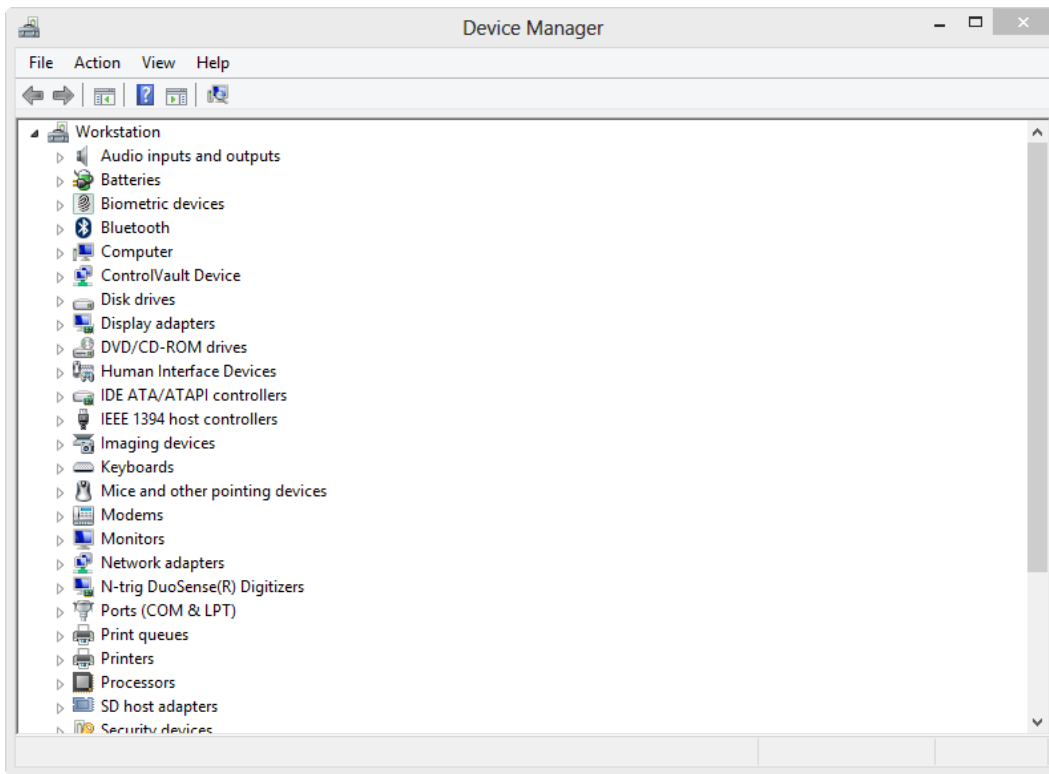 Device Manager
File Action View Help
Workstation
Audio inputs and outputs
Batteries
Biometric devices
Bluetooth
Computer
ControlVault Device
Disk drives
Display adapters
DVD/CD-ROM drives
Human Interface Devices
IDE ATA/ATAPI controllers
IEEE 1394 host controllers
Imaging devices
Keyboards
Mice and other pointing devices
Modems
Monitors
Network adapters
N-trig DuoSense(R) Digitizers
Ports (COM & LPT)
Print queues
Printers
Processors
SD host adapters
Security devices